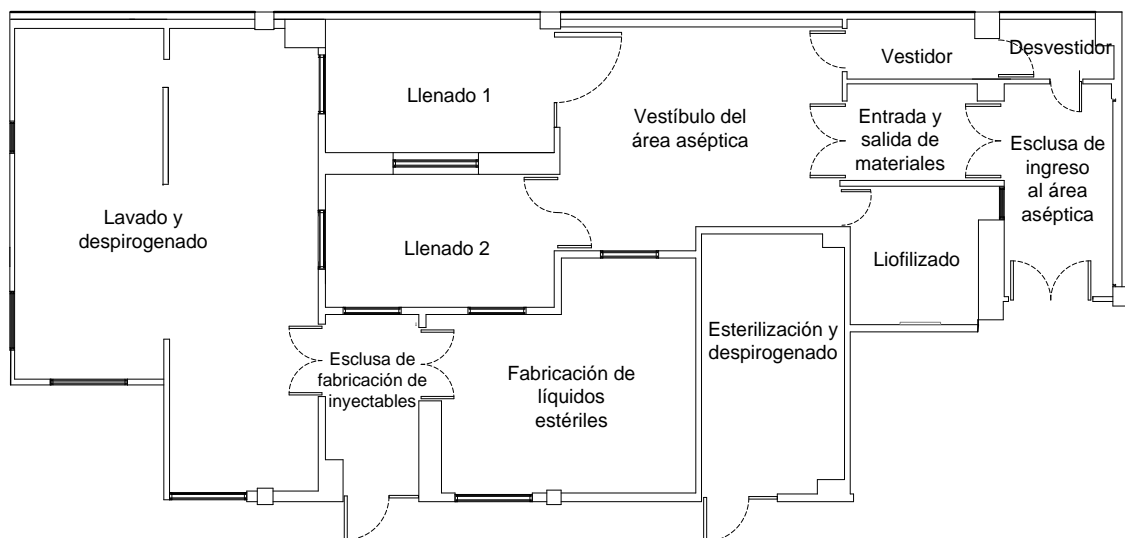 Llenado 1
Vestíbulo del
área aséptica
Vestidor
Desvestidor
Entrada y
salida de
materiales
Esclusa de
ingreso
al área
aséptica
Lavado y
despirogenado
Llenado 2
Liofilizado
Esclusa de
fabricación de
inyectables
Fabricación de
líquidos
estériles
Esterilización y
despirogenado